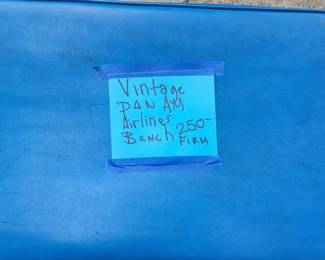 Vintage
PAN AM
Airlines
Bench 250-
FIRM